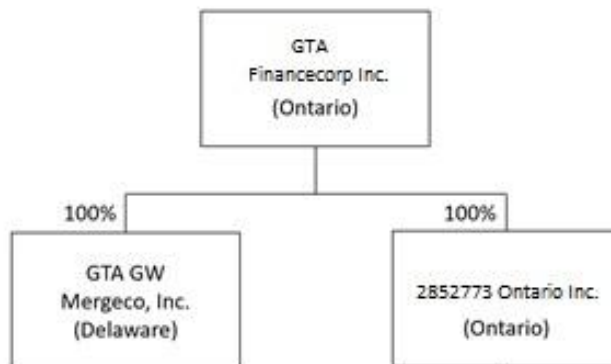 GTA
Financecorp Inc.
(Ontario)
100%
100%
GTA GW
Mergeco, Inc.
(Delaware)
2852773 Ontario Inc.
(Ontario)